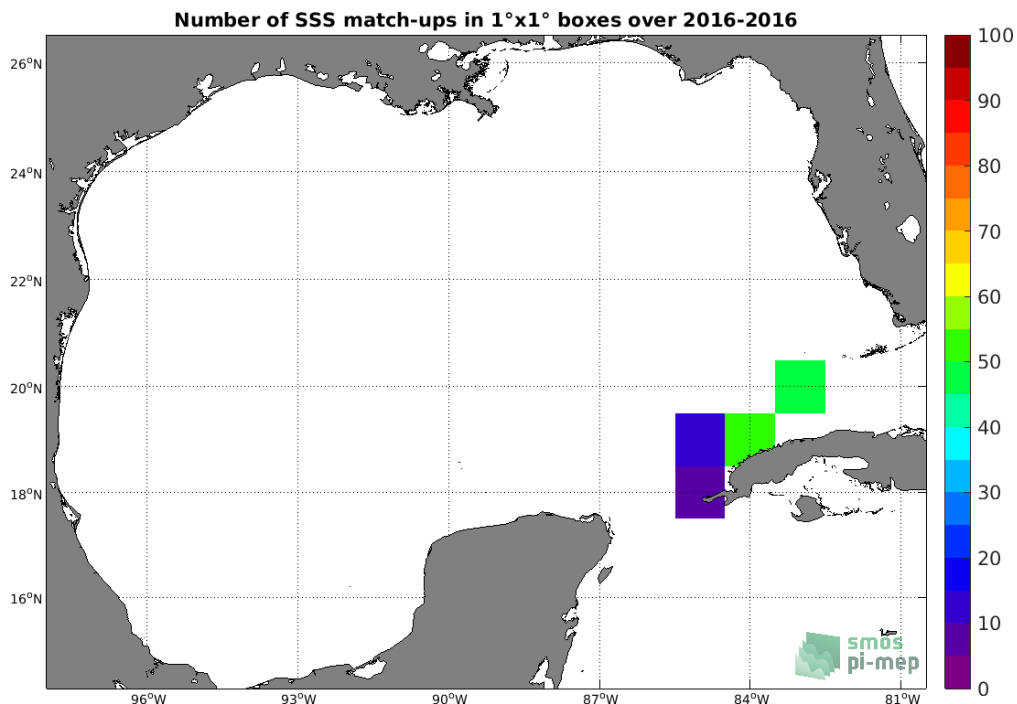 Number of SSS match-ups in 1°x1° boxes over 2016-2016
26°N
24°N
22°N
20°N
18°N
16°N
96°W
93°W
90°W
87°W
84°W
81°W
100
90
80
70
60
50
40
30
20
10
0
smos
pi-mep